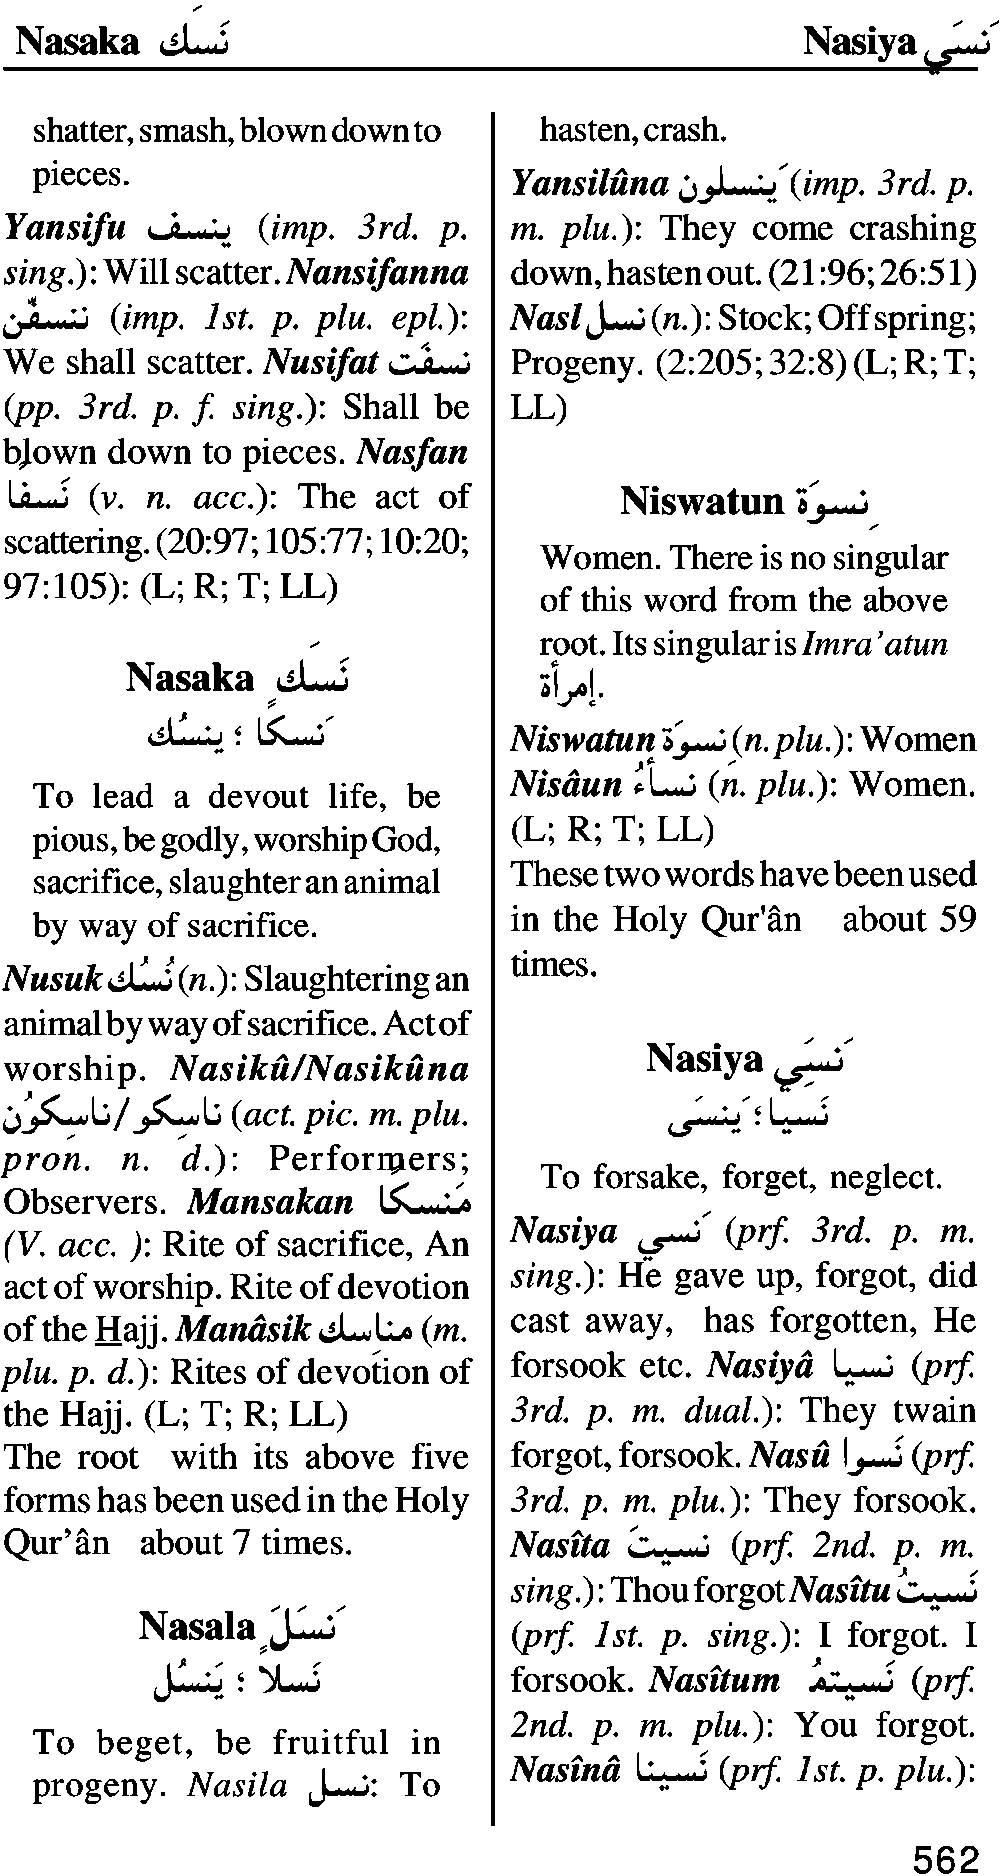 Nasaka نَسَكَ
Nasiya نَسَيَ
shatter, smash, blown down to
pieces.
Yansifu ينسف (imp. 3rd. p.
sing.): Will scatter. Nansifanna
ننسفّن (imp. 1st. p. plu. epl.):
We shall scatter. Nusifat نسفَت
(pp. 3rd. p. f. sing.): Shall be
blown down to pieces. Nasfan
نَسفًا (v. n. acc.): The act of
scattering. (20:97; 105:77; 10:20;
97:105): (L; R; T; LL)
Nasaka نَسَكَ
نَسكًا ؛ ينسُك
To lead a devout life, be
pious, be godly, worship God,
sacrifice, slaughter an animal
by way of sacrifice.
Nusuk نُسُك (n.): Slaughtering an
animal by way of sacrifice. Act of
worship. Nasikû/Nasikûna
ناسِكو/ناسِكوُن (act. pic. m. plu.
pron. n. d.): Performers;
Observers. Mansakan مَنسكًا
(V. acc. ): Rite of sacrifice, An
act of worship. Rite of devotion
of the Hajj. Manâsik مناسك (m.
plu. p. d.): Rites of devotion of
the Hajj. (L; T; R; LL)
The root with its above five
forms has been used in the Holy
Qur’ân about 7 times.
Nasala نَسَلَ
نَسلاً ؛ يَنسُل
To beget, be fruitful in
progeny. Nasila نسل: To
hasten, crash.
Yansilûna يَنسلون (imp. 3rd. p.
m. plu.): They come crashing
down, hasten out. (21:96; 26:51)
Nasl نسل (n.): Stock; Offspring;
Progeny. (2:205; 32:8) (L; R; T;
LL)
Niswatun نِسوَة
Women. There is no singular
of this word from the above
root. Its singular is Imra’atun
إمرأة.
Niswatun نسوَة (n. plu.): Women
Nisâun نسأءُ (n. plu.): Women.
(L; R; T; LL)
These two words have been used
in the Holy Qur'ân about 59
times.
Nasiya نَسِيَ
نَسيا ؛ يَنسَى
To forsake, forget, neglect.
Nasiya نَسي (prf. 3rd. p. m.
sing.): He gave up, forgot, did
cast away, has forgotten, He
forsook etc. Nasiyâ نسيا (prf.
3rd. p. m. dual.): They twain
forgot, forsook. Nasû نَسوا (prf.
3rd. p. m. plu.): They forsook.
Nasîta نسيتَ (prf. 2nd. p. m.
sing.): Thou forgot Nasîtu نَسيتُ
(prf. 1st. p. sing.): I forgot. I
forsook. Nasîtum نَسيتمُ (prf.
2nd. p. m. plu.): You forgot.
Nasînâ نَسينا (prf. 1st. p. plu.):
562